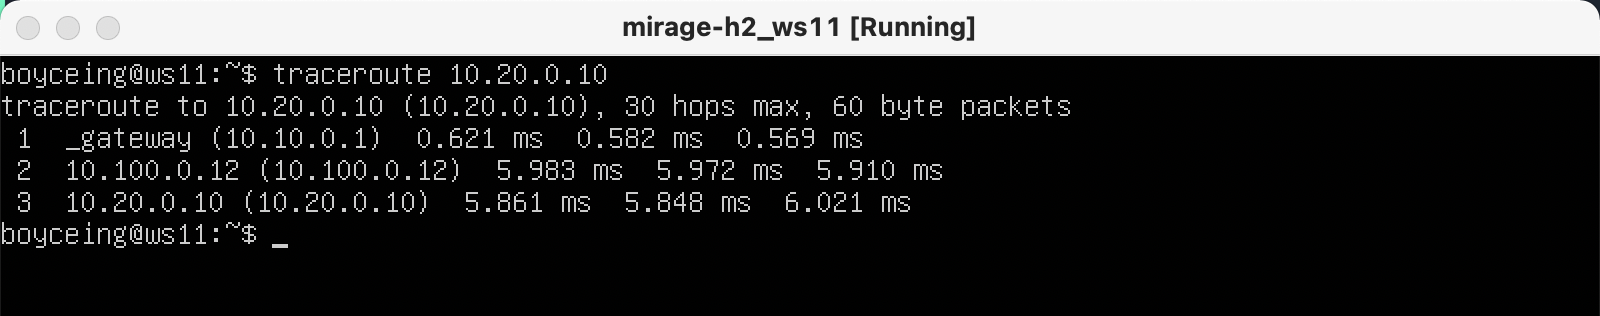 mirage-h2_ws11 [Running]
boyceing@ws11:~$ traceroute 10.20.0.10
traceroute to 10.20.0.10 (10.20.0.10), 30 hops max, 60 byte packets
 1  _gateway (10.10.0.1)  0.621 ms  0.582 ms  0.569 ms
 2  10.100.0.12 (10.100.0.12)  5.983 ms  5.972 ms  5.910 ms
 3  10.20.0.10 (10.20.0.10)  5.861 ms  5.848 ms  6.021 ms
boyceing@ws11:~$ _